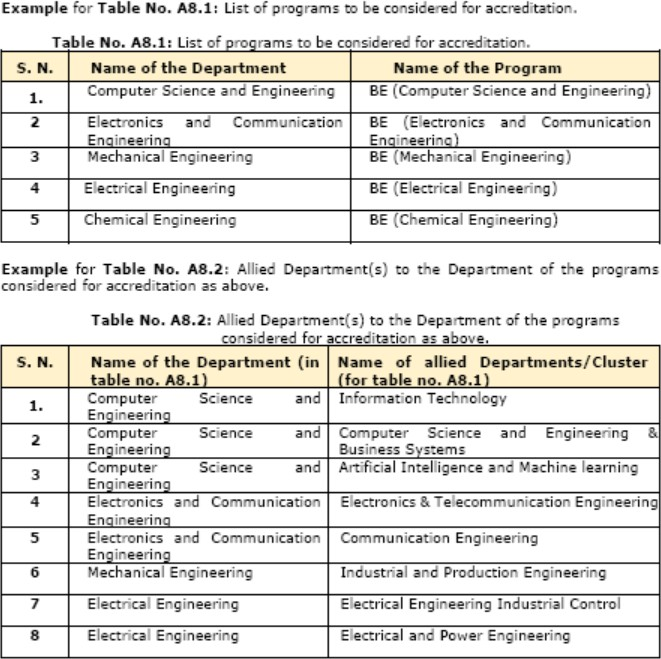 Example for Table No. A8.1: List of programs to be considered for accreditation.
Table No. A8.1: List of programs to be considered for accreditation.
S. N. Name of the Department Name of the Program
1. Computer Science and Engineering BE (Computer Science and Engineering)
2 Electronics and Communication BE (Electronics and Communication
Engineering Engineering)
3 Mechanical Engineering BE (Mechanical Engineering)
4 Electrical Engineering BE (Electrical Engineering)
5 Chemical Engineering BE (Chemical Engineering)
Example for Table No. A8.2: Allied Department(s) to the Department of the programs
considered for accreditation as above.
Table No. A8.2: Allied Department(s) to the Department of the programs
considered for accreditation as above.
S. N. Name of the Department (in Name of allied Departments/Cluster
table no. A8.1) (for table no. A8.1)
1. Computer Science and Information Technology
Engineering
2 Computer Science and Computer Science and Engineering &
Engineering Business Systems
3 Computer Science and Artificial Intelligence and Machine learning
Engineering
4 Electronics and Communication Electronics & Telecommunication Engineering
Engineering
5 Electronics and Communication Communication Engineering
Engineering
6 Mechanical Engineering Industrial and Production Engineering
7 Electrical Engineering Electrical Engineering Industrial Control
8 Electrical Engineering Electrical and Power Engineering